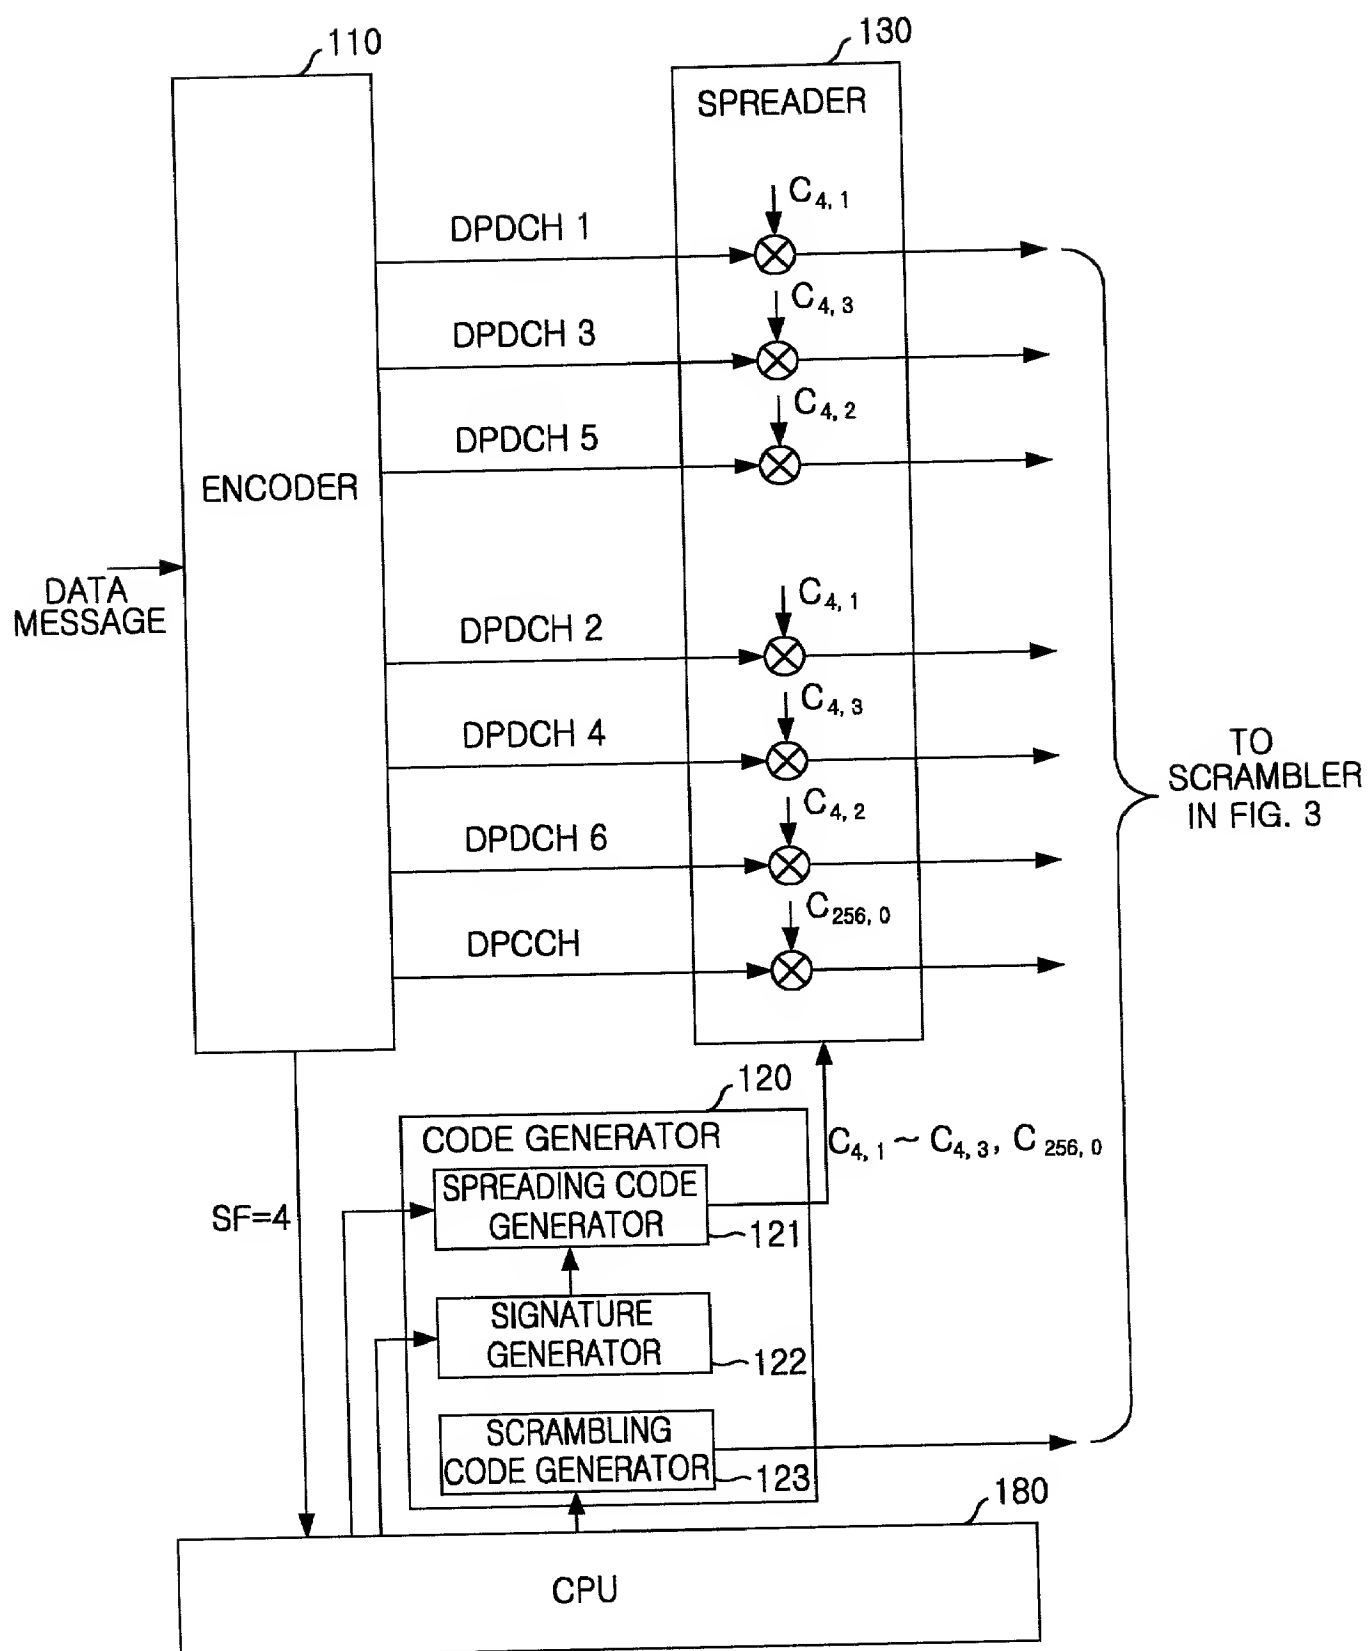 110
130
SPREADER
C4, 1
DPDCH 1
C4, 3
DPDCH 3
C4, 2
DPDCH 5
ENCODER
DATA
MESSAGE
C4, 1
DPDCH 2
C4, 3
DPDCH 4
TO
SCRAMBLER
IN FIG. 3
C4, 2
DPDCH 6
C256, 0
DPCCH
120
CODE GENERATOR
C4, 1 ~ C4, 3, C256, 0
SPREADING CODE
GENERATOR
121
SF=4
SIGNATURE
GENERATOR
122
SCRAMBLING
CODE GENERATOR
123
180
CPU